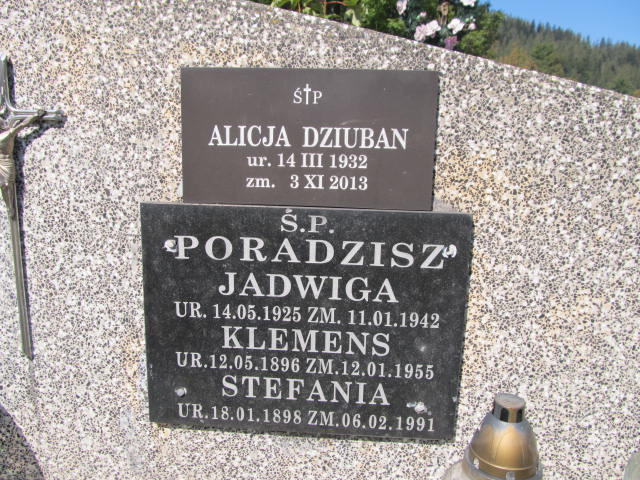 Ś†P
ALICJA DZIUBAN
ur. 14 III 1932
zm. 3 XI 2013
Ś.P.
PORADZISZ
JADWIGA
UR. 14.05.1925 ZM. 11.01.1942
KLEMENS
UR.12.05.1896 ZM.12.01.1955
STEFANIA
UR.18.01.1898 ZM.06.02.1991